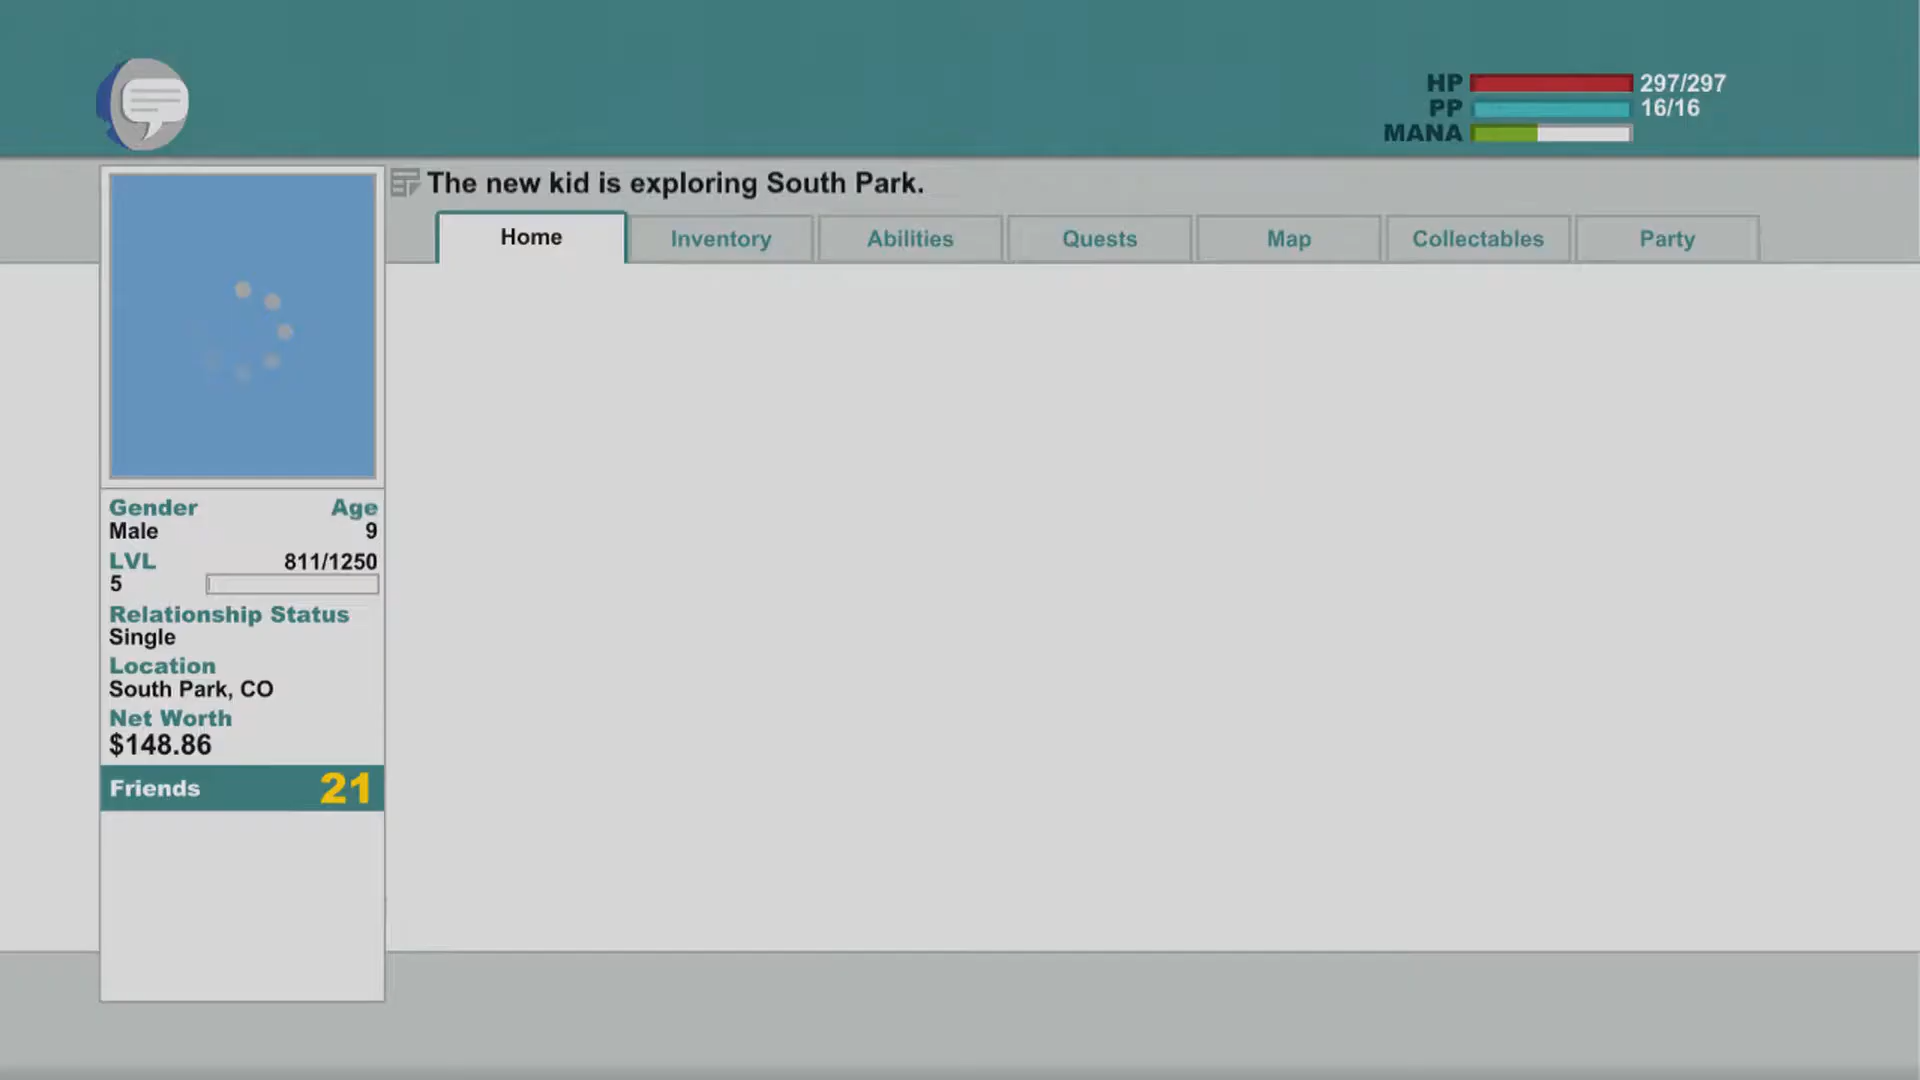 HP 297/297
PP 16/16
MANA
The new kid is exploring South Park.
Home Inventory Abilities Quests Map Collectables Party
Gender Age
Male 9
LVL 811/1250
5
Relationship Status
Single
Location
South Park, CO
Net Worth
$148.86
Friends 21